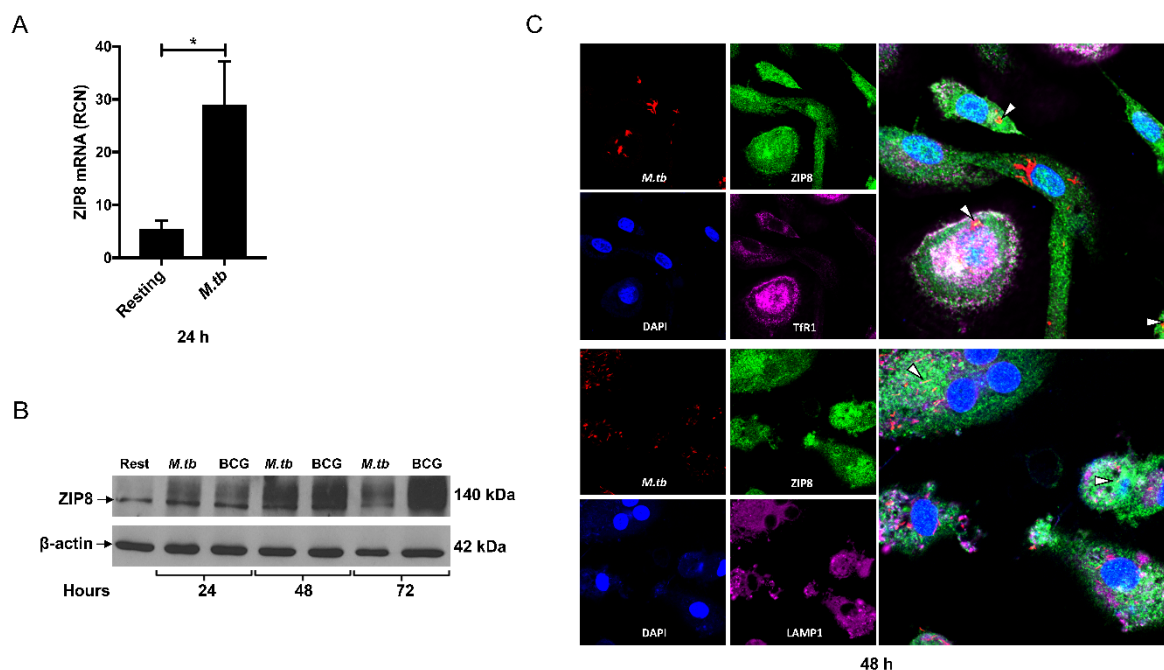 A
ZIP8 mRNA (RCN)
40
30
20
10
0
*
Resting
M.tb
24 h
B
Rest M.tb BCG M.tb BCG M.tb BCG
ZIP8
140 kDa
β-actin
42 kDa
Hours
24 48 72
C
M.tb
ZIP8
DAPI
TfR1
M.tb
ZIP8
DAPI
LAMP1
48 h